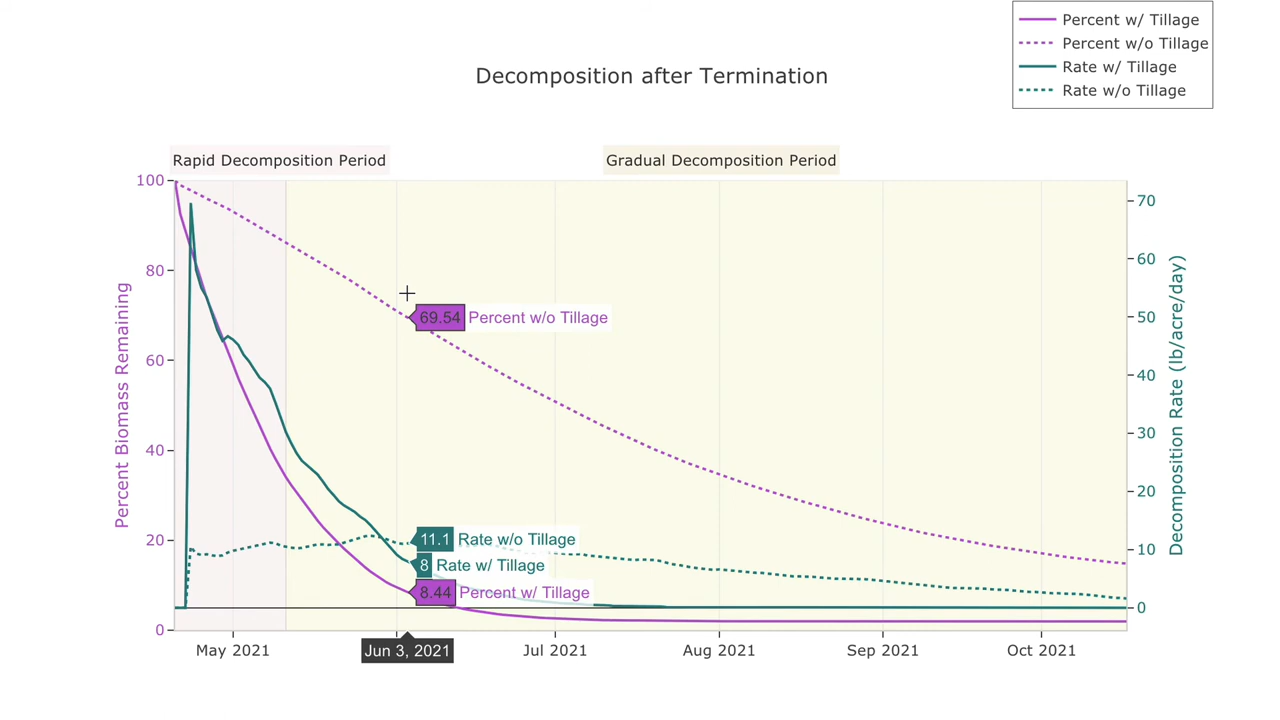 Percent w/ Tillage
Percent w/o Tillage
Rate w/ Tillage
Rate w/o Tillage
Decomposition after Termination
Rapid Decomposition Period
Gradual Decomposition Period
100
80
60
40
20
0
Percent Biomass Remaining
70
60
50
40
30
20
10
0
Decomposition Rate (lb/acre/day)
69.54 Percent w/o Tillage
11.1 Rate w/o Tillage
8 Rate w/ Tillage
8.44 Percent w/ Tillage
May 2021
Jun 3, 2021
Jul 2021
Aug 2021
Sep 2021
Oct 2021